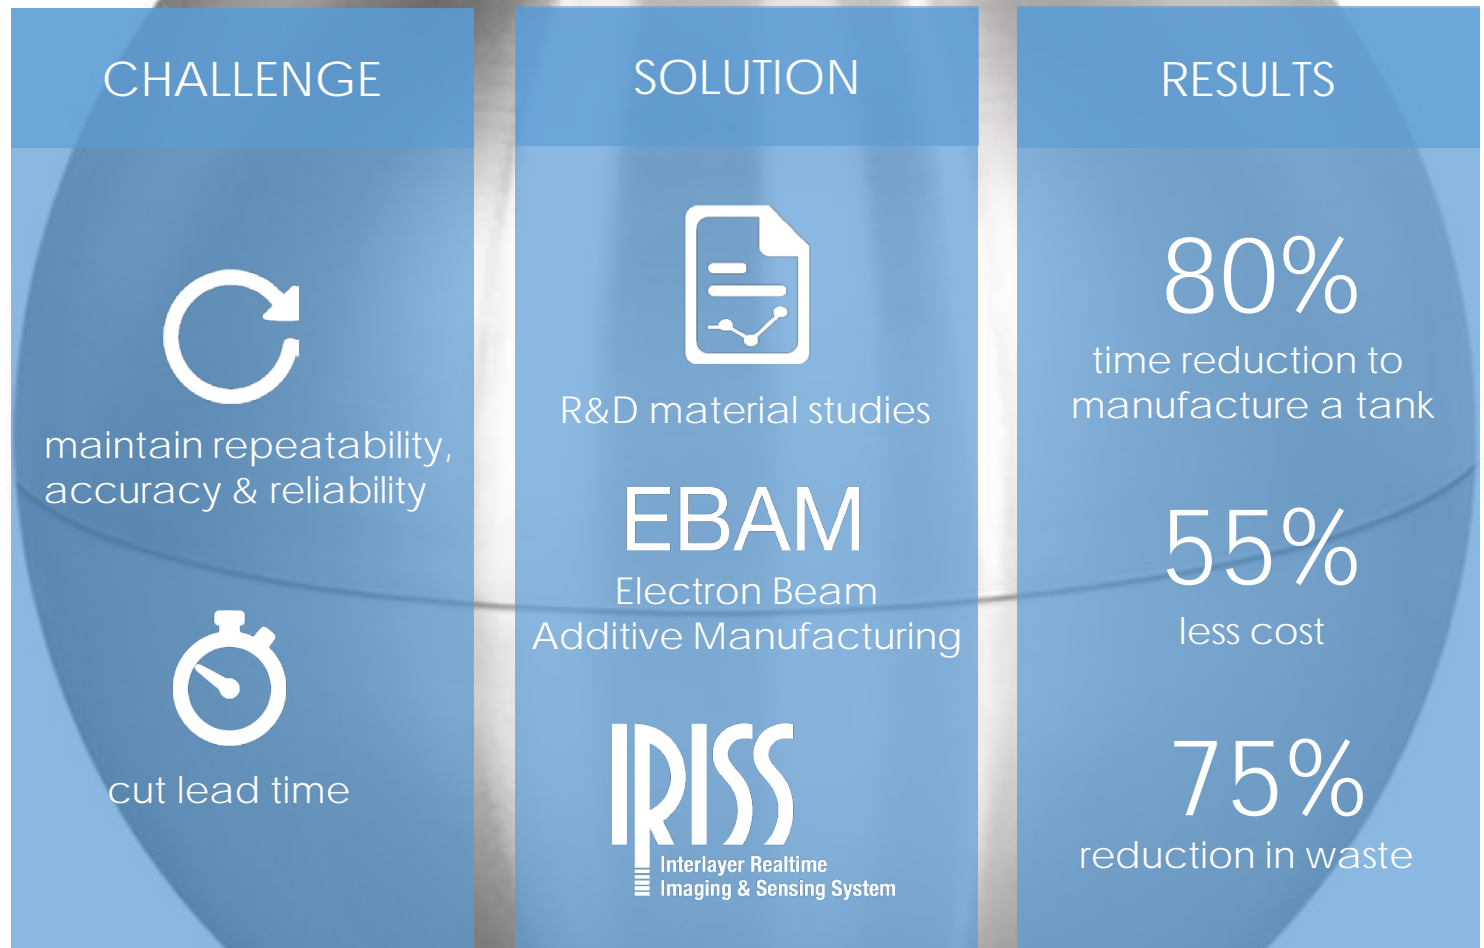 CHALLENGE
maintain repeatability,
accuracy & reliability
cut lead time
SOLUTION
R&D material studies
EBAM
Electron Beam
Additive Manufacturing
IRISS
Interlayer Realtime
Imaging & Sensing System
RESULTS
80%
time reduction to
manufacture a tank
55%
less cost
75%
reduction in waste